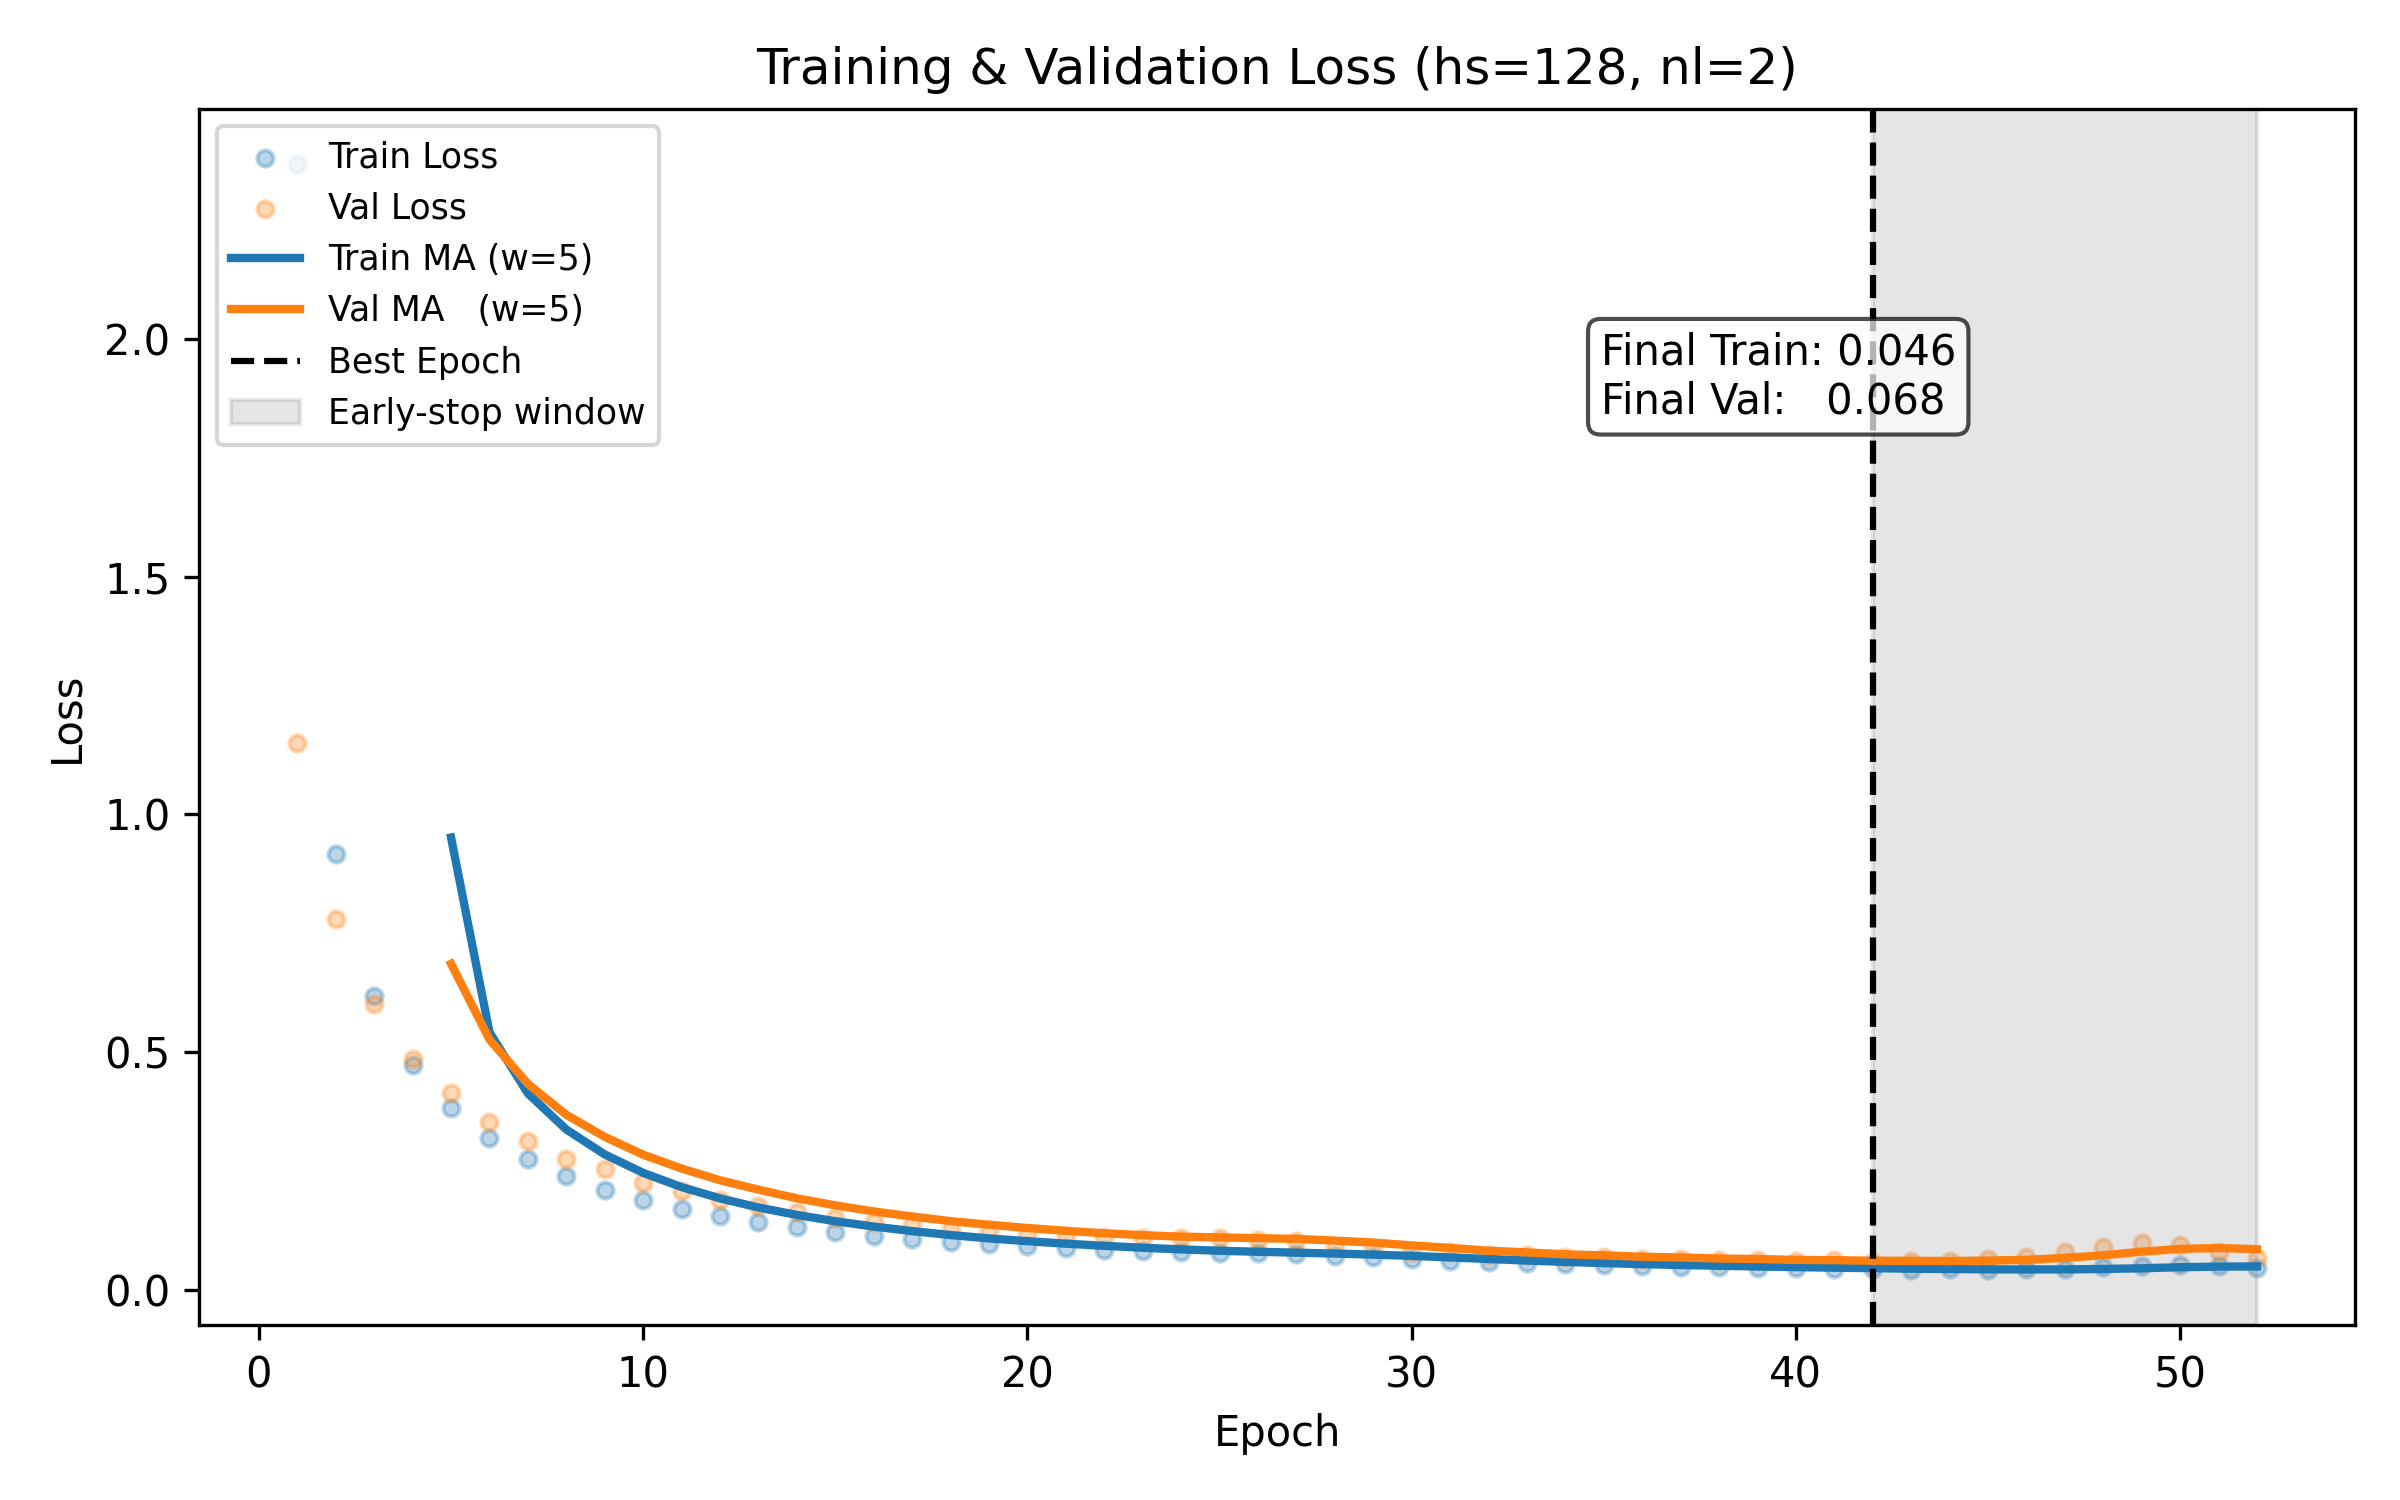 Training & Validation Loss (hs=128, nl=2)
Train Loss
Val Loss
Train MA (w=5)
Val MA   (w=5)
Best Epoch
Early-stop window
Final Train: 0.046
Final Val:   0.068
Loss
2.0
1.5
1.0
0.5
0.0
0
10
20
30
40
50
Epoch